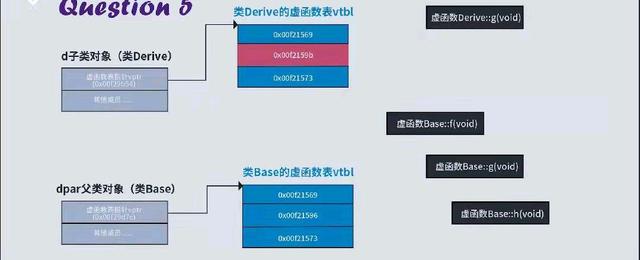 Question 5
类Derive的虚函数表vtbl
0x00f21569
0x00f2159b
0x00f21573
d子类对象（类Derive）
虚函数表指针vptr
(0x00f29b54)
其他成员......
虚函数Derive::g(void)
虚函数Base::f(void)
虚函数Base::g(void)
虚函数Base::h(void)
类Base的虚函数表vtbl
0x00f21569
0x00f21596
0x00f21573
dpar父类对象（类Base）
虚函数表指针vptr
(0x00f29d7c)
其他成员......